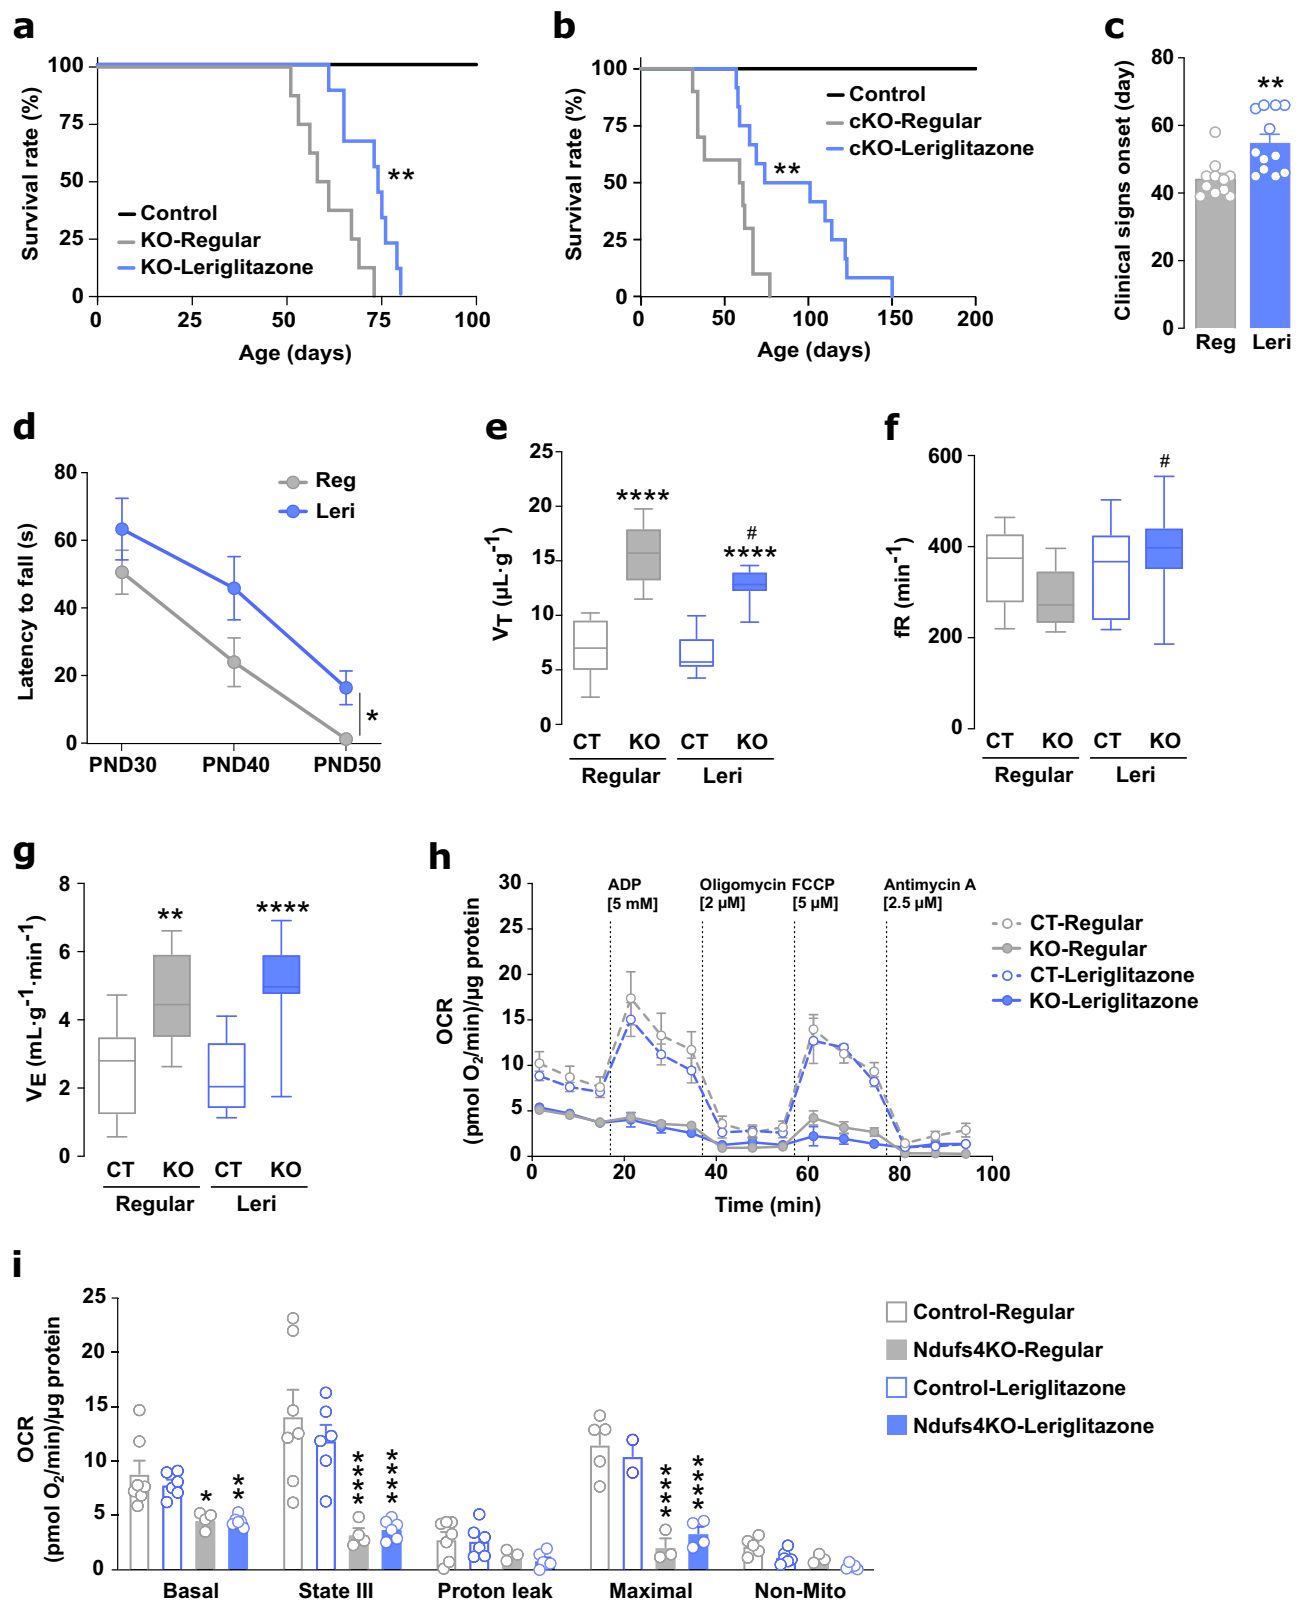 a
Survival rate (%)
100
75
50
25
0
**
Control
KO-Regular
KO-Leriglitazone
0 25 50 75 100
Age (days)
b
Survival rate (%)
100
75
50
25
0
Control
cKO-Regular
cKO-Leriglitazone
**
0 50 100 150 200
Age (days)
c
Clinical signs onset (day)
80
60
40
20
0
**
Reg Leri
d
Latency to fall (s)
80
60
40
20
0
Reg
Leri
*
PND30 PND40 PND50
e
VT (µL·g-1)
25
20
15
10
5
0
****
#
****
CT KO CT KO
Regular Leri
f
fR (min-1)
600
400
200
0
#
CT KO CT KO
Regular Leri
g
VE (mL·g-1·min-1)
8
6
4
2
0
** ****
CT KO CT KO
Regular Leri
h
OCR
(pmol O2/min)/µg protein
30
25
20
15
10
5
0
ADP
[5 mM]
Oligomycin
[2 µM]
FCCP
[5 µM]
Antimycin A
[2.5 µM]
CT-Regular
KO-Regular
CT-Leriglitazone
KO-Leriglitazone
0 20 40 60 80 100
Time (min)
i
OCR
(pmol O2/min)/µg protein
25
20
15
10
5
0
* ** **** **** **** ****
Basal State III Proton leak Maximal Non-Mito
Control-Regular
Ndufs4KO-Regular
Control-Leriglitazone
Ndufs4KO-Leriglitazone